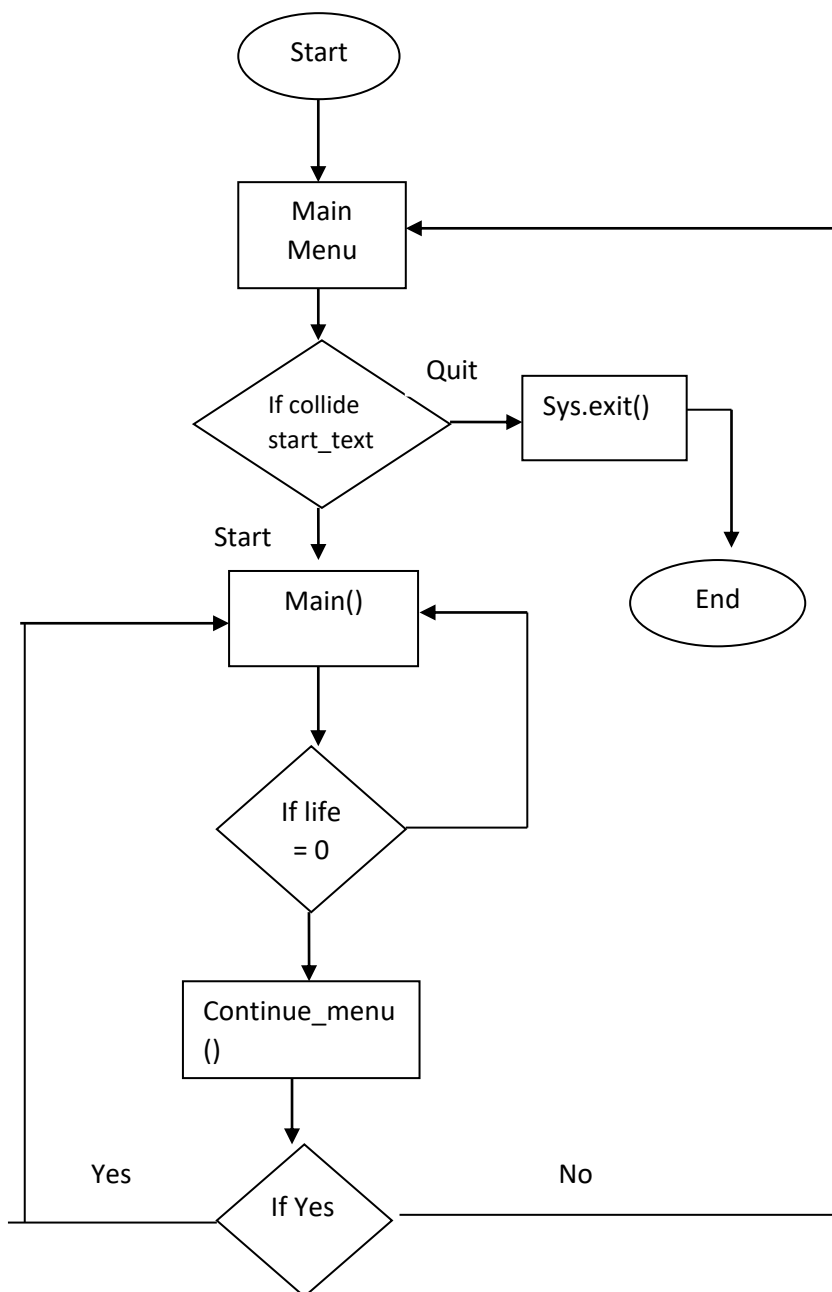 Start
Main
Menu
Quit
If collide
start_text
Sys.exit()
Start
Main()
End
If life
= 0
Continue_menu
()
Yes
No
If Yes